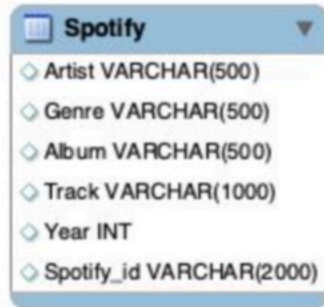 Spotify
Artist VARCHAR(500)
Genre VARCHAR(500)
Album VARCHAR(500)
Track VARCHAR(1000)
Year INT
Spotify_id VARCHAR(2000)